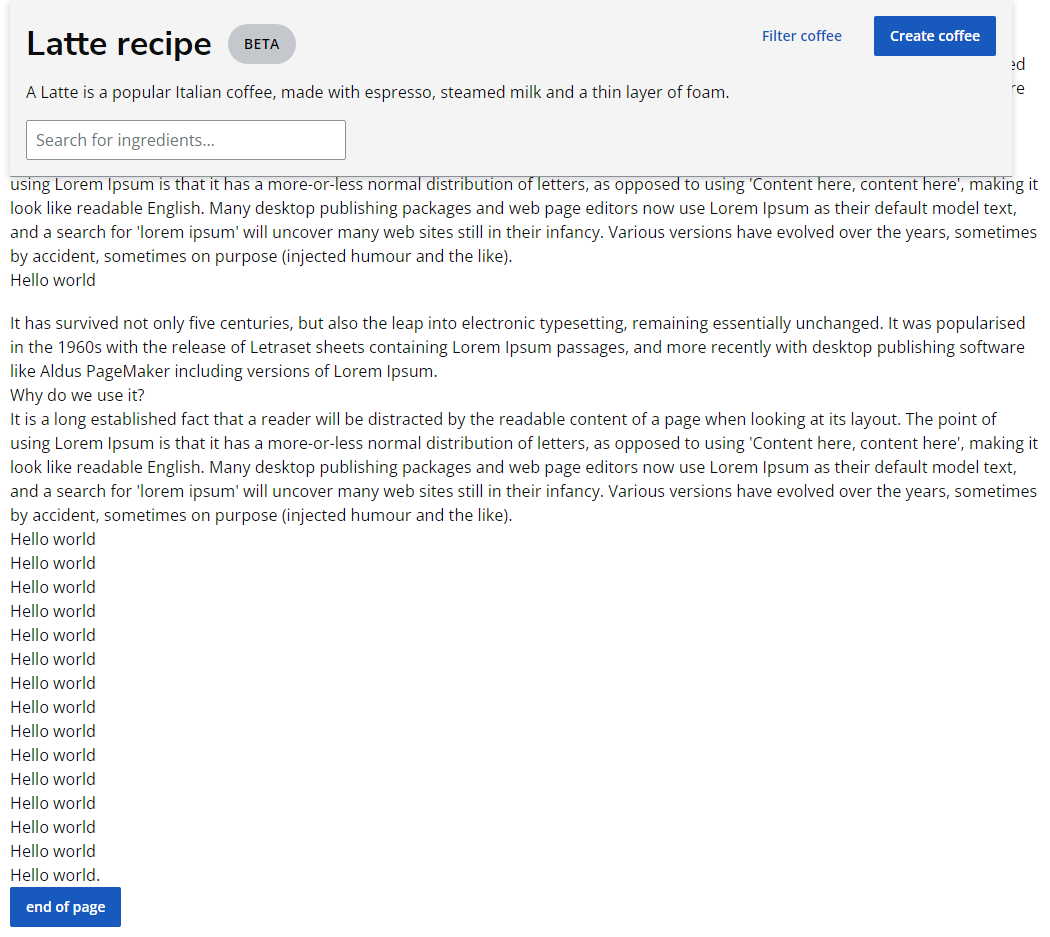 Latte recipe BETA Filter coffee Create coffee
A Latte is a popular Italian coffee, made with espresso, steamed milk and a thin layer of foam.
Search for ingredients...
using Lorem Ipsum is that it has a more-or-less normal distribution of letters, as opposed to using 'Content here, content here', making it
look like readable English. Many desktop publishing packages and web page editors now use Lorem Ipsum as their default model text,
and a search for 'lorem ipsum' will uncover many web sites still in their infancy. Various versions have evolved over the years, sometimes
by accident, sometimes on purpose (injected humour and the like).
Hello world
It has survived not only five centuries, but also the leap into electronic typesetting, remaining essentially unchanged. It was popularised
in the 1960s with the release of Letraset sheets containing Lorem Ipsum passages, and more recently with desktop publishing software
like Aldus PageMaker including versions of Lorem Ipsum.
Why do we use it?
It is a long established fact that a reader will be distracted by the readable content of a page when looking at its layout. The point of
using Lorem Ipsum is that it has a more-or-less normal distribution of letters, as opposed to using 'Content here, content here', making it
look like readable English. Many desktop publishing packages and web page editors now use Lorem Ipsum as their default model text,
and a search for 'lorem ipsum' will uncover many web sites still in their infancy. Various versions have evolved over the years, sometimes
by accident, sometimes on purpose (injected humour and the like).
Hello world
Hello world
Hello world
Hello world
Hello world
Hello world
Hello world
Hello world
Hello world
Hello world
Hello world
Hello world
Hello world
Hello world
Hello world.
end of page